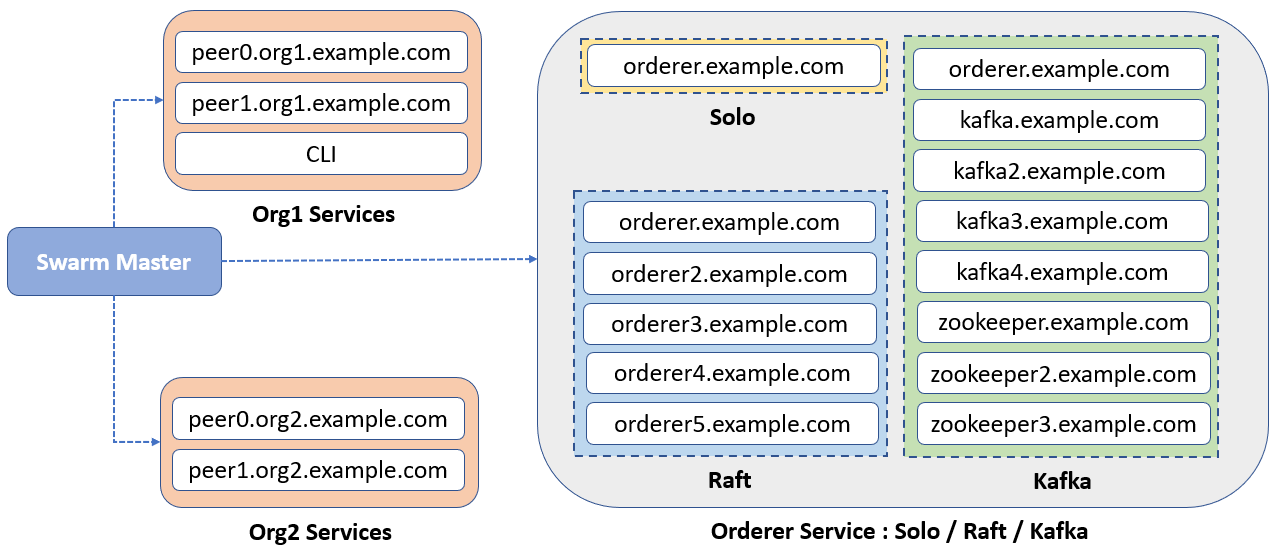 peer0.org1.example.com
peer1.org1.example.com
CLI
Org1 Services
Swarm Master
peer0.org2.example.com
peer1.org2.example.com
Org2 Services
orderer.example.com
Solo
orderer.example.com
orderer2.example.com
orderer3.example.com
orderer4.example.com
orderer5.example.com
Raft
orderer.example.com
kafka.example.com
kafka2.example.com
kafka3.example.com
kafka4.example.com
zookeeper.example.com
zookeeper2.example.com
zookeeper3.example.com
Kafka
Orderer Service : Solo / Raft / Kafka